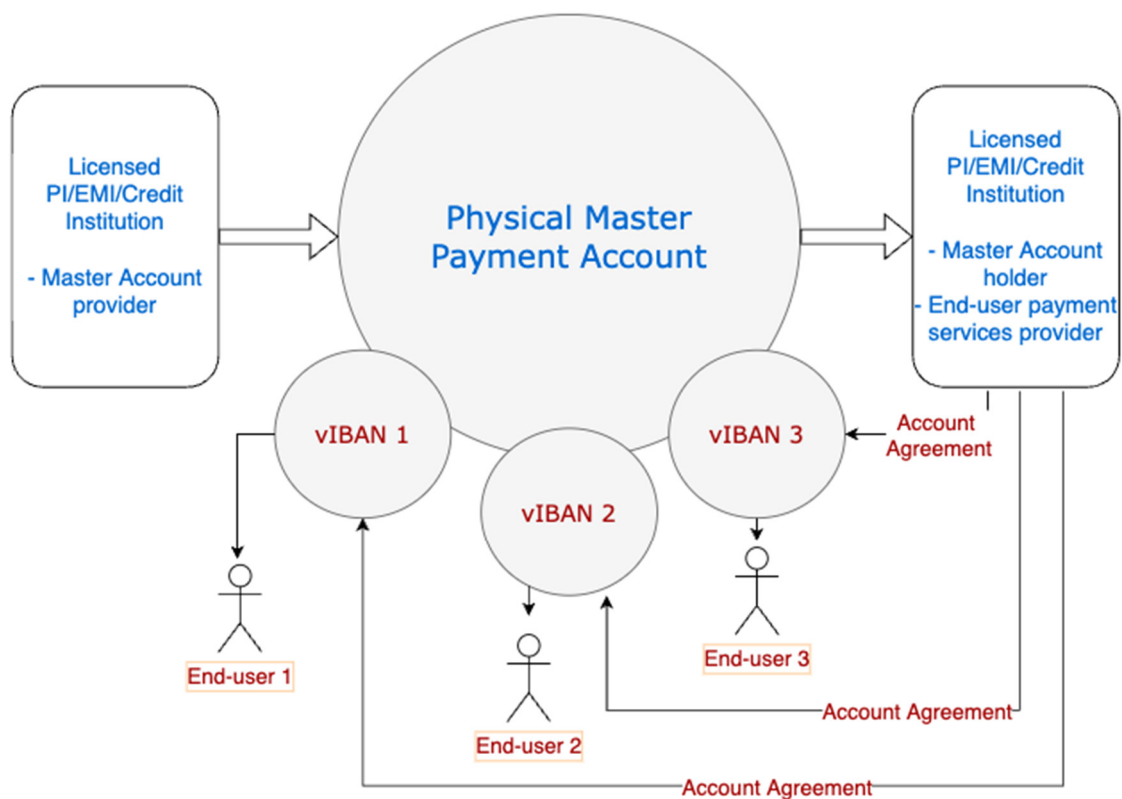 Licensed
PI/EMI/Credit
Institution
- Master Account
provider
Physical Master
Payment Account
Licensed
PI/EMI/Credit
Institution
- Master Account
holder
- End-user payment
services provider
vIBAN 1
vIBAN 2
vIBAN 3
Account
Agreement
End-user 1
End-user 2
End-user 3
Account Agreement
Account Agreement